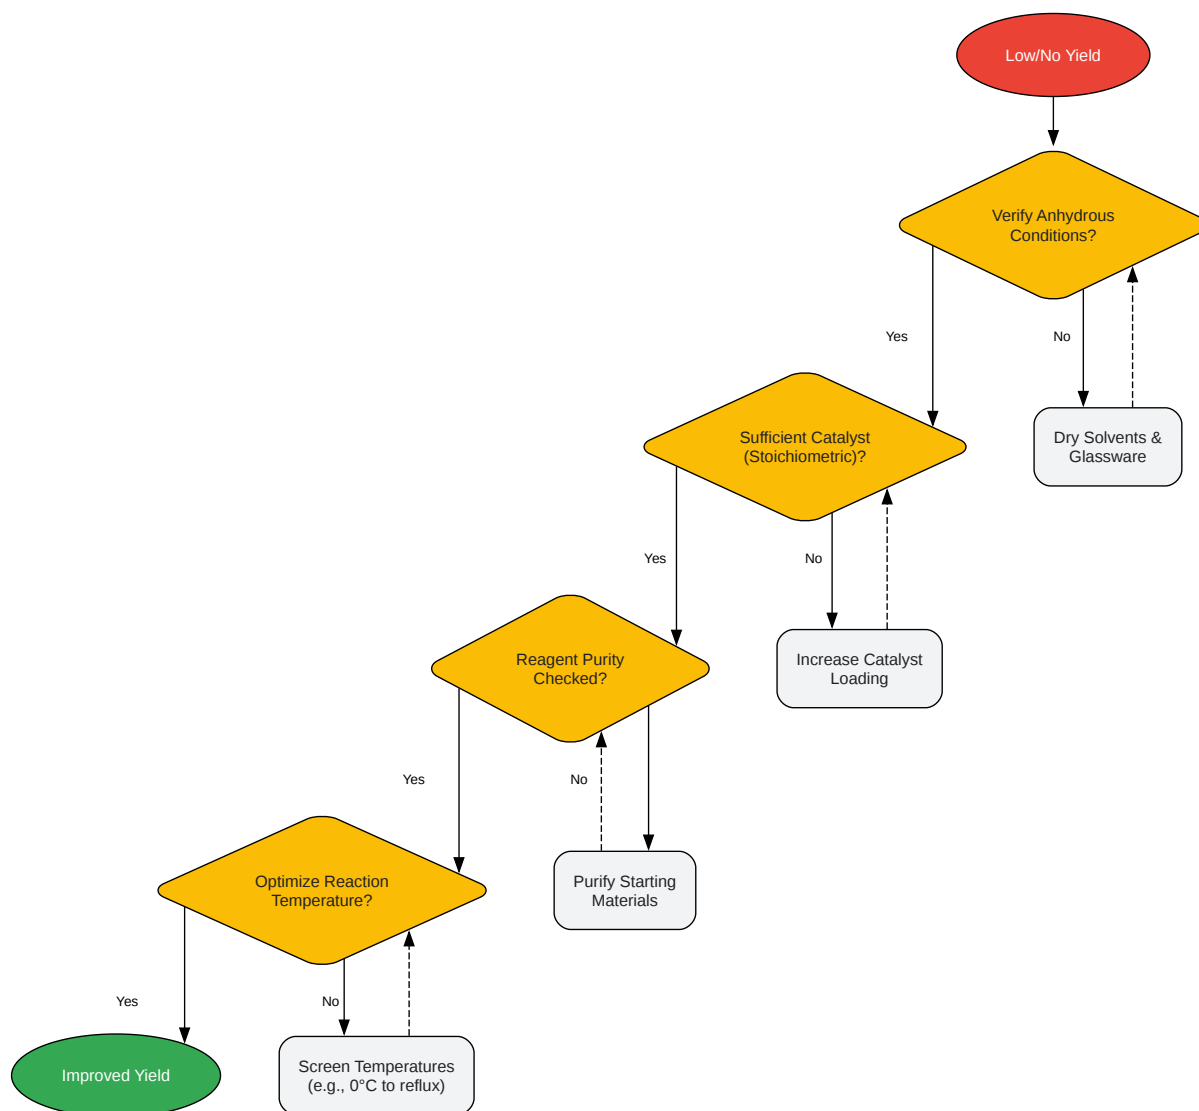 Low/No Yield
Verify Anhydrous
Conditions?
Yes
No
Sufficient Catalyst
(Stoichiometric)?
Dry Solvents &
Glassware
Yes
No
Reagent Purity
Checked?
Increase Catalyst
Loading
Yes
No
Optimize Reaction
Temperature?
Purify Starting
Materials
Yes
No
Improved Yield
Screen Temperatures
(e.g., 0°C to reflux)